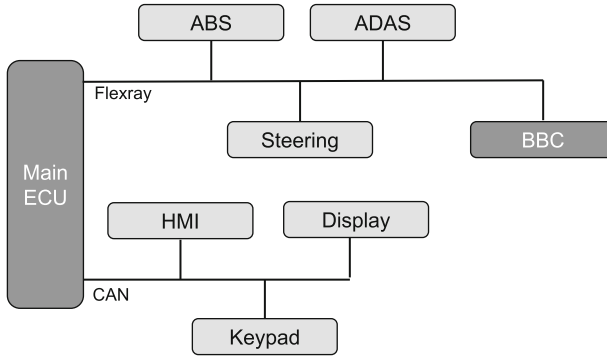 ABS
ADAS
Flexray
Steering
BBC
Main
ECU
HMI
Display
CAN
Keypad